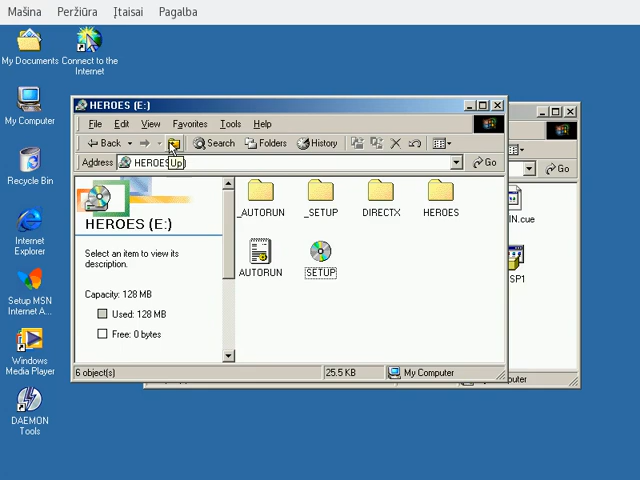 Mašina Peržiūra Įtaisai Pagalba
My Documents
Connect to the
Internet
My Computer
Recycle Bin
Internet
Explorer
Setup MSN
Internet A...
Windows
Media Player
DAEMON
Tools
HEROES (E:)
File Edit View Favorites Tools Help
Back Search Folders History
Address HEROES Up Go
HEROES (E:)
Select an item to view its
description.
Capacity: 128 MB
Used: 128 MB
Free: 0 bytes
_AUTORUN _SETUP DIRECTX HEROES
AUTORUN SETUP
6 object(s) 25.5 KB My Computer
Go
IN.cue
SP1
mputer